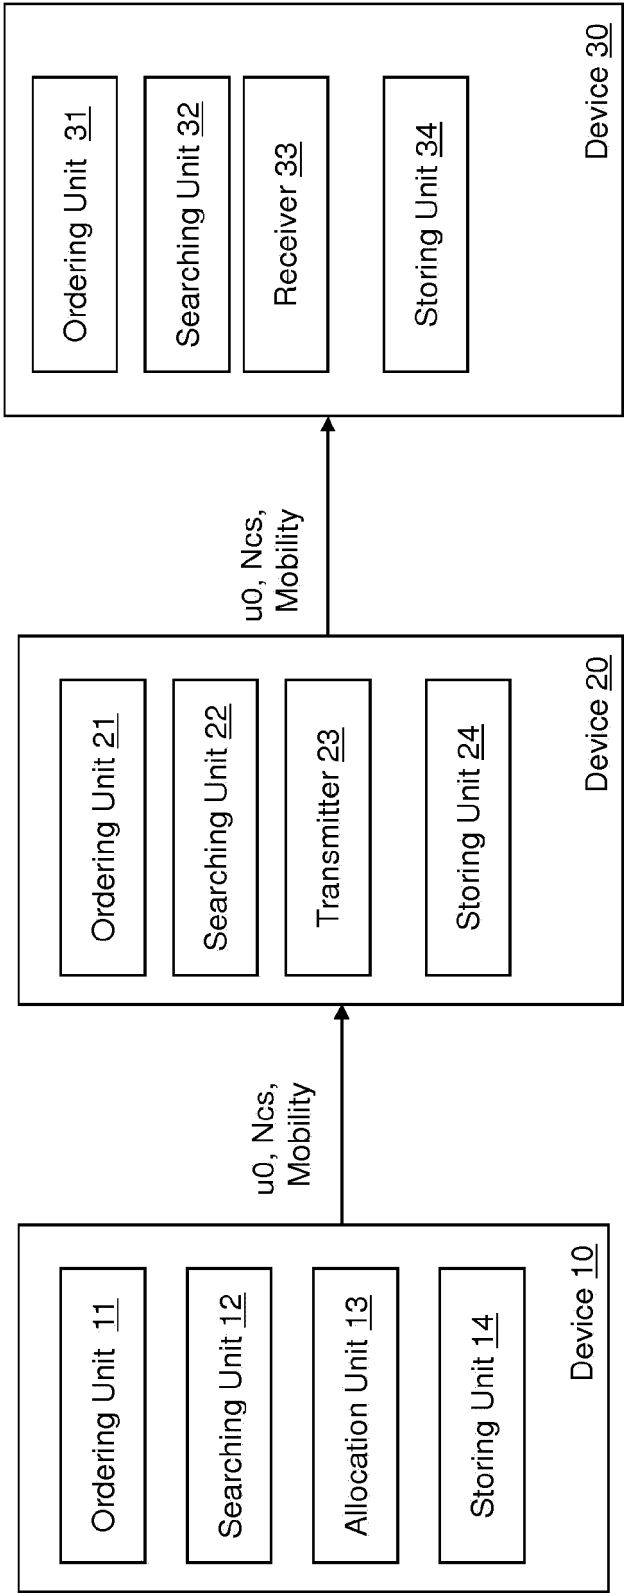 Ordering Unit 11
Searching Unit 12
Allocation Unit 13
Storing Unit 14
Device 10
u0, Ncs,
Mobility
Ordering Unit 21
Searching Unit 22
Transmitter 23
Storing Unit 24
Device 20
u0, Ncs,
Mobility
Ordering Unit 31
Searching Unit 32
Receiver 33
Storing Unit 34
Device 30